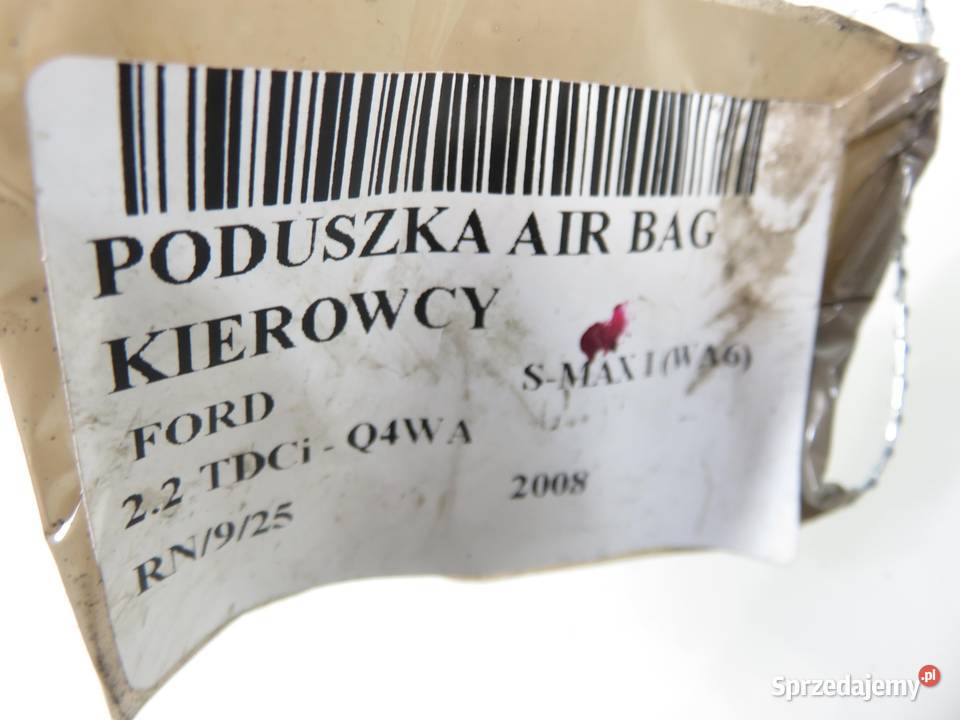 PODUSZKA AIR BAG
KIEROWCY
FORD S-MAX I (WA6)
2.2 TDCi - Q4WA
RN/9/25 2008
Sprzedajemy.pl